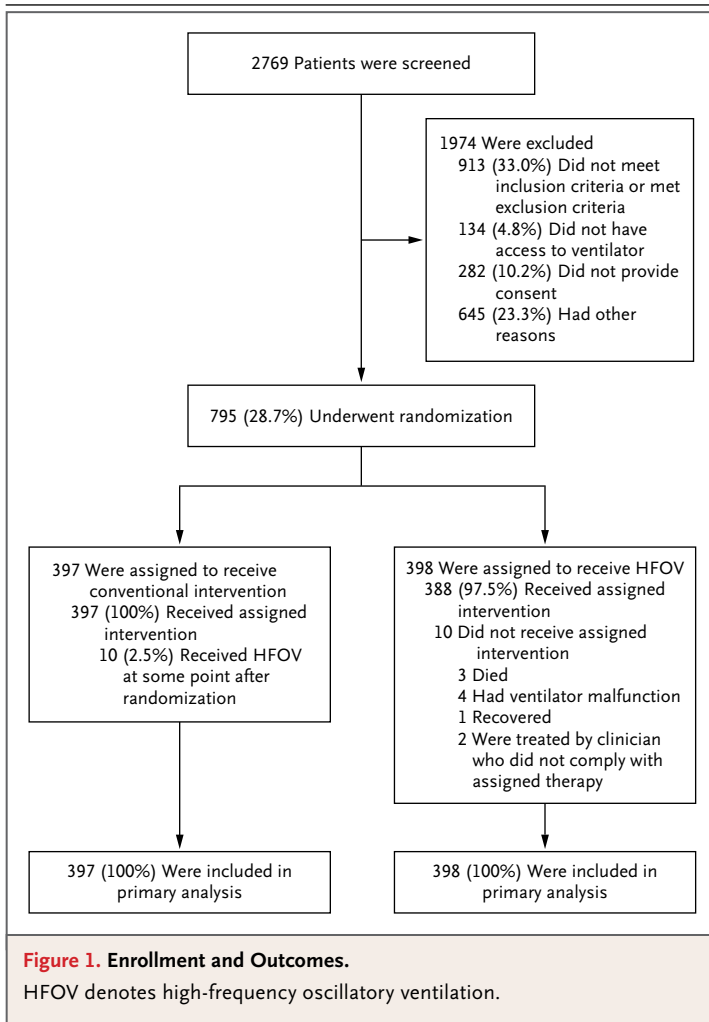 2769 Patients were screened
1974 Were excluded
913 (33.0%) Did not meet
inclusion criteria or met
exclusion criteria
134 (4.8%) Did not have
access to ventilator
282 (10.2%) Did not provide
consent
645 (23.3%) Had other
reasons
795 (28.7%) Underwent randomization
397 Were assigned to receive
conventional intervention
397 (100%) Received assigned
intervention
10 (2.5%) Received HFOV
at some point after
randomization
398 Were assigned to receive HFOV
388 (97.5%) Received assigned
intervention
10 Did not receive assigned
intervention
3 Died
4 Had ventilator malfunction
1 Recovered
2 Were treated by clinician
who did not comply with
assigned therapy
397 (100%) Were included in
primary analysis
398 (100%) Were included in
primary analysis
Figure 1. Enrollment and Outcomes.
HFOV denotes high-frequency oscillatory ventilation.